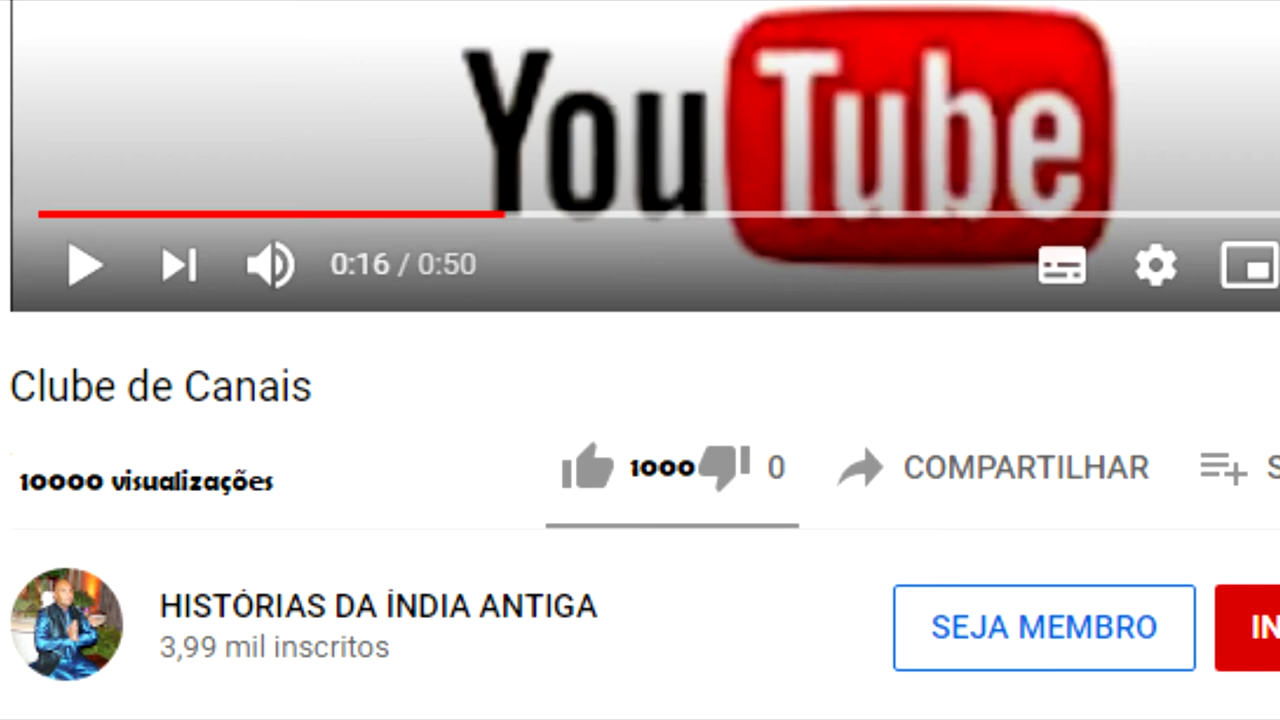 YouTube
0:16 / 0:50
Clube de Canais
10000 visualizações
1000 0 COMPARTILHAR S
HISTÓRIAS DA ÍNDIA ANTIGA
3,99 mil inscritos
SEJA MEMBRO IN